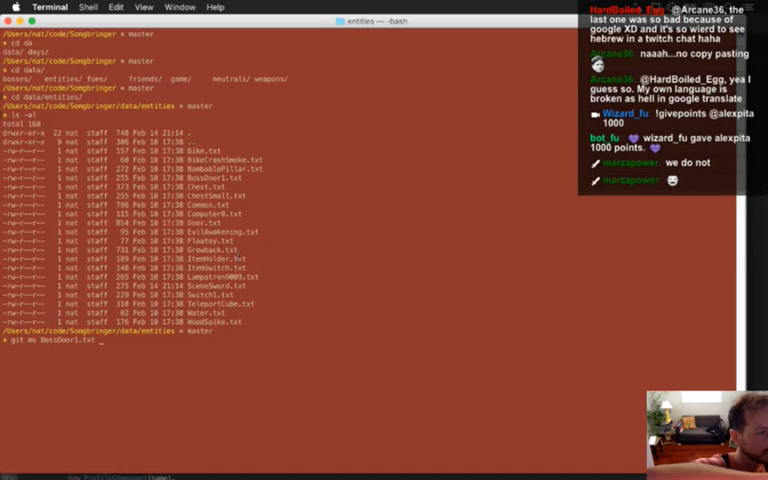 Terminal Shell Edit View Window Help
entities — -bash
/Users/nat/code/Songbringer * master
* cd da
data/ days/
/Users/nat/code/Songbringer * master
* cd data/
bosses/ entities/ foes/ friends/ game/ neutrals/ weapons/
/Users/nat/code/Songbringer * master
* cd data/entities/
/Users/nat/code/Songbringer/data/entities * master
* ls -al
total 160
drwxr-xr-x 22 nat staff 748 Feb 14 21:14 .
drwxr-xr-x 9 nat staff 306 Feb 10 17:38 ..
-rw-r--r-- 1 nat staff 157 Feb 10 17:38 Bike.txt
-rw-r--r-- 1 nat staff 60 Feb 10 17:38 BikeCrashSmoke.txt
-rw-r--r-- 1 nat staff 272 Feb 10 17:38 BombablePillar.txt
-rw-r--r-- 1 nat staff 255 Feb 10 17:38 BossDoor1.txt
-rw-r--r-- 1 nat staff 373 Feb 10 17:38 Chest.txt
-rw-r--r-- 1 nat staff 255 Feb 10 17:38 ChestSmall.txt
-rw-r--r-- 1 nat staff 796 Feb 10 17:38 Common.txt
-rw-r--r-- 1 nat staff 115 Feb 10 17:38 Computer0.txt
-rw-r--r-- 1 nat staff 854 Feb 10 17:38 Door.txt
-rw-r--r-- 1 nat staff 95 Feb 10 17:38 EvilAwakening.txt
-rw-r--r-- 1 nat staff 77 Feb 10 17:38 Floatey.txt
-rw-r--r-- 1 nat staff 731 Feb 10 17:38 Growback.txt
-rw-r--r-- 1 nat staff 189 Feb 10 17:38 ItemHolder.txt
-rw-r--r-- 1 nat staff 140 Feb 10 17:38 ItemSwitch.txt
-rw-r--r-- 1 nat staff 265 Feb 10 17:38 Lampatron9009.txt
-rw-r--r-- 1 nat staff 275 Feb 14 21:14 SceneSword.txt
-rw-r--r-- 1 nat staff 229 Feb 10 17:38 Switch1.txt
-rw-r--r-- 1 nat staff 310 Feb 10 17:38 TeleportCube.txt
-rw-r--r-- 1 nat staff 82 Feb 10 17:38 Water.txt
-rw-r--r-- 1 nat staff 176 Feb 10 17:38 WoodSpike.txt
/Users/nat/code/Songbringer/data/entities * master
* git mv BossDoor1.txt _
HardBoiled_Egg @Arcane36, the
last one was so bad because of
google XD and it's so wierd to see
hebrew in a twitch chat haha
Arcane36: naaah...no copy pasting
Arcane36: @HardBoiled_Egg, yea I
guess so. My own language is
broken as hell in google translate
Wizard_fu: !givepoints @alexpita
1000
bot_fu: wizard_fu gave alexpita
1000 points.
marzapower: we do not
marzapower:
new ProfileComponent(name).